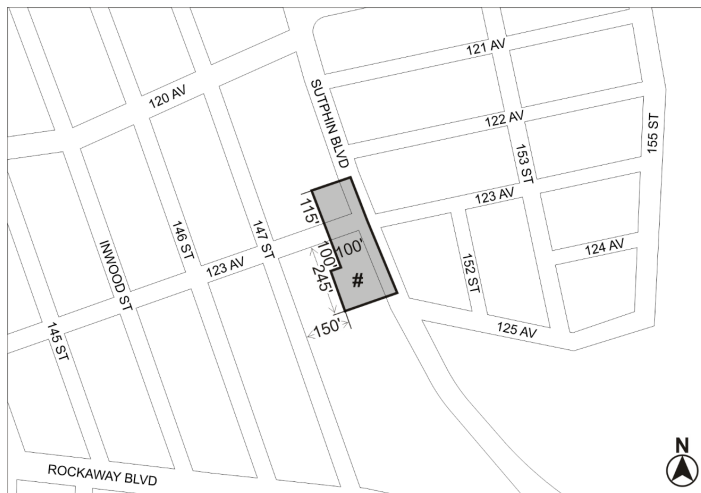 121 AV
120 AV
SUTPHIN BLVD
122 AV
155 ST
153 ST
123 AV
115'
146 ST
147 ST
100'
100'
124 AV
INWOOD ST
123 AV
245'
#
152 ST
145 ST
150'
125 AV
N
ROCKAWAY BLVD